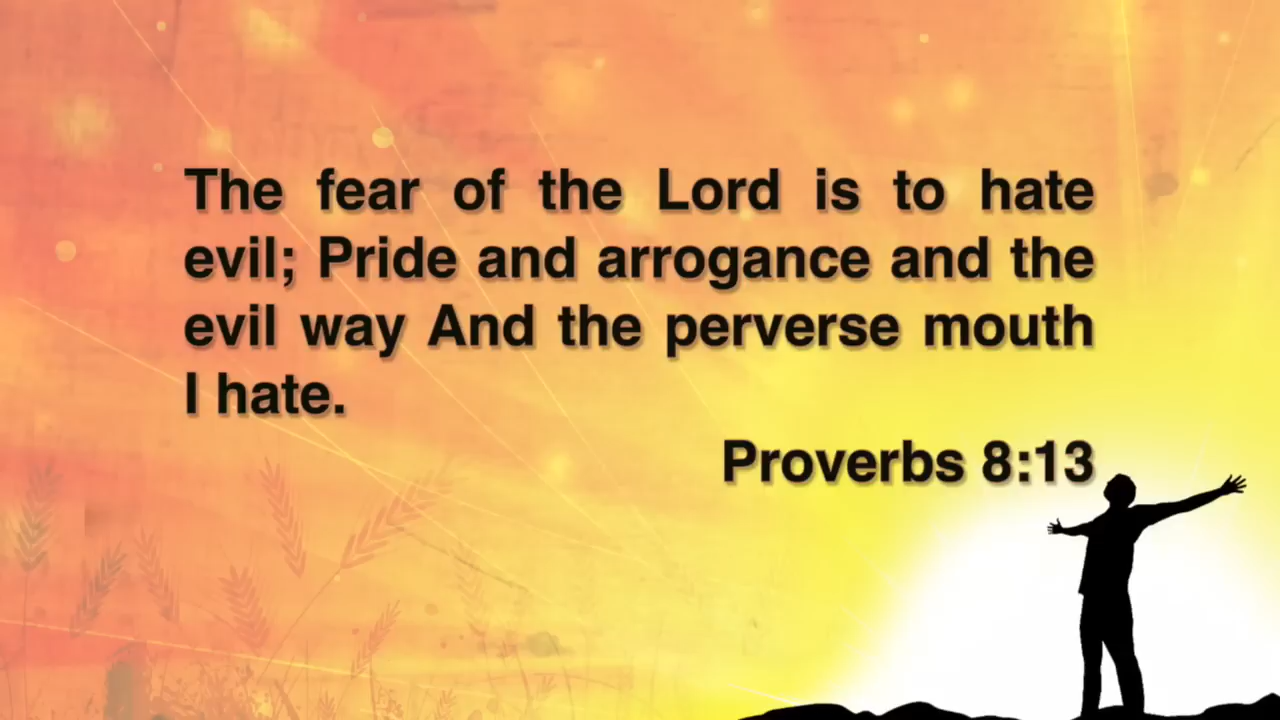 The fear of the Lord is to hate
evil; Pride and arrogance and the
evil way And the perverse mouth
I hate.
Proverbs 8:13